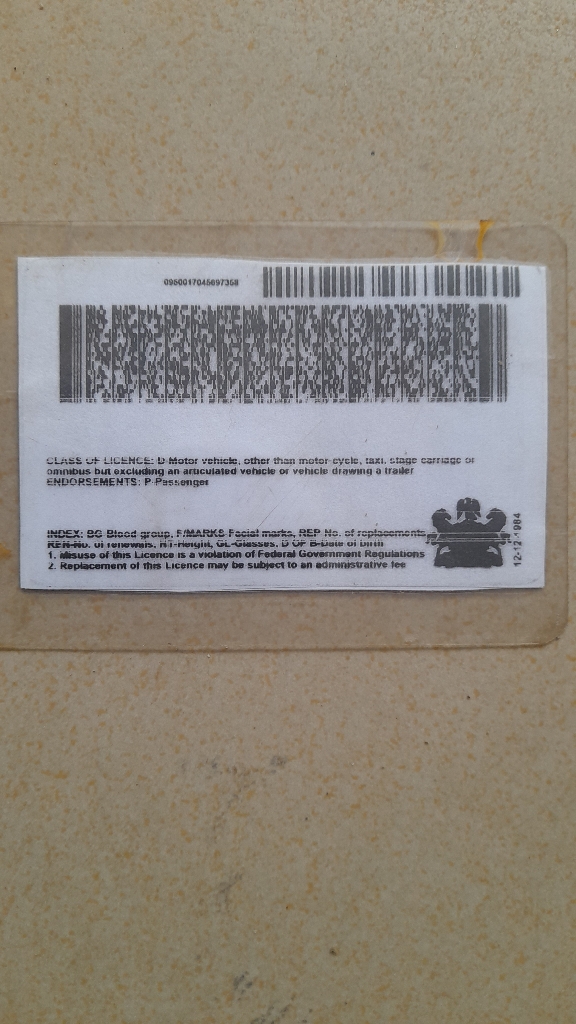 0950017045697358
CLASS OF LICENCE: D-Motor vehicle, other than motor-cycle, taxi, stage carriage or
omnibus but excluding an articulated vehicle or vehicle drawing a trailer
ENDORSEMENTS: P-Passenger
INDEX: BG-Blood group, F/MARKS-Facial marks, REP-No. of replacements
REN-No. of renewals, HT-Height, GL-Glasses, D OF B-Date of birth
1. Misuse of this Licence is a violation of Federal Government Regulations
2. Replacement of this Licence may be subject to an administrative fee
12-12-1984